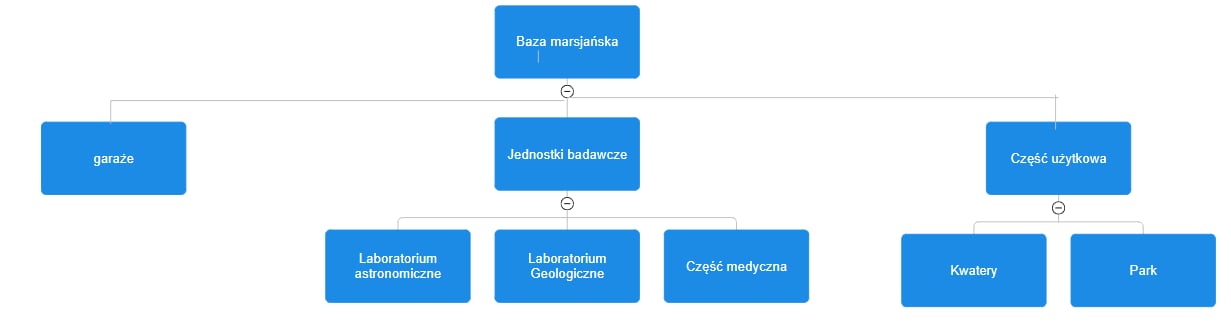 Baza marsjańska
garaże
Jednostki badawcze
Część użytkowa
Laboratorium
astronomiczne
Laboratorium
Geologiczne
Część medyczna
Kwatery
Park